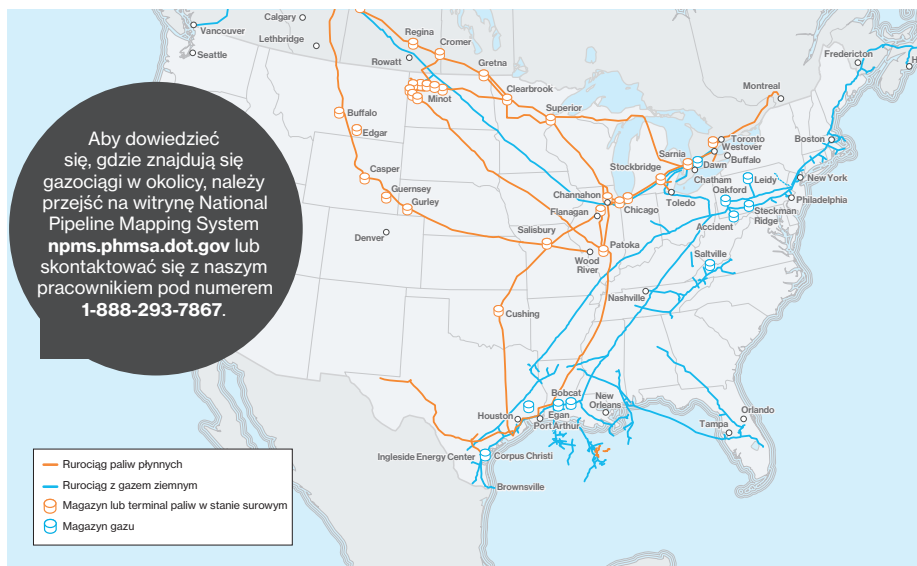 Calgary
Vancouver
Seattle
Lethbridge
Regina
Cromer
Rowatt
Gretna
Fredericton
H
Minot
Clearbrook
Superior
Montreal
Buffalo
Edgar
Casper
Guernsey
Gurley
Denver
Stockbridge
Sarnia
Toronto
Westover
Buffalo
Dawn
Chatham
Toledo
Boston
Leidy
Oakford
New York
Philadelphia
Steckman
Ridge
Accident
Channahon
Flanagan
Chicago
Salisbury
Patoka
Wood
River
Saltville
Nashville
Cushing
Bobcat
New
Orleans
Houston
Egan
Port Arthur
Orlando
Tampa
Ingleside Energy Center
Corpus Christi
Brownsville
Aby dowiedzieć
się, gdzie znajdują się
gazociągi w okolicy, należy
przejść na witrynę National
Pipeline Mapping System
npms.phmsa.dot.gov lub
skontaktować się z naszym
pracownikiem pod numerem
1-888-293-7867.
Rurociąg paliw płynnych
Rurociąg z gazem ziemnym
Magazyn lub terminal paliw w stanie surowym
Magazyn gazu